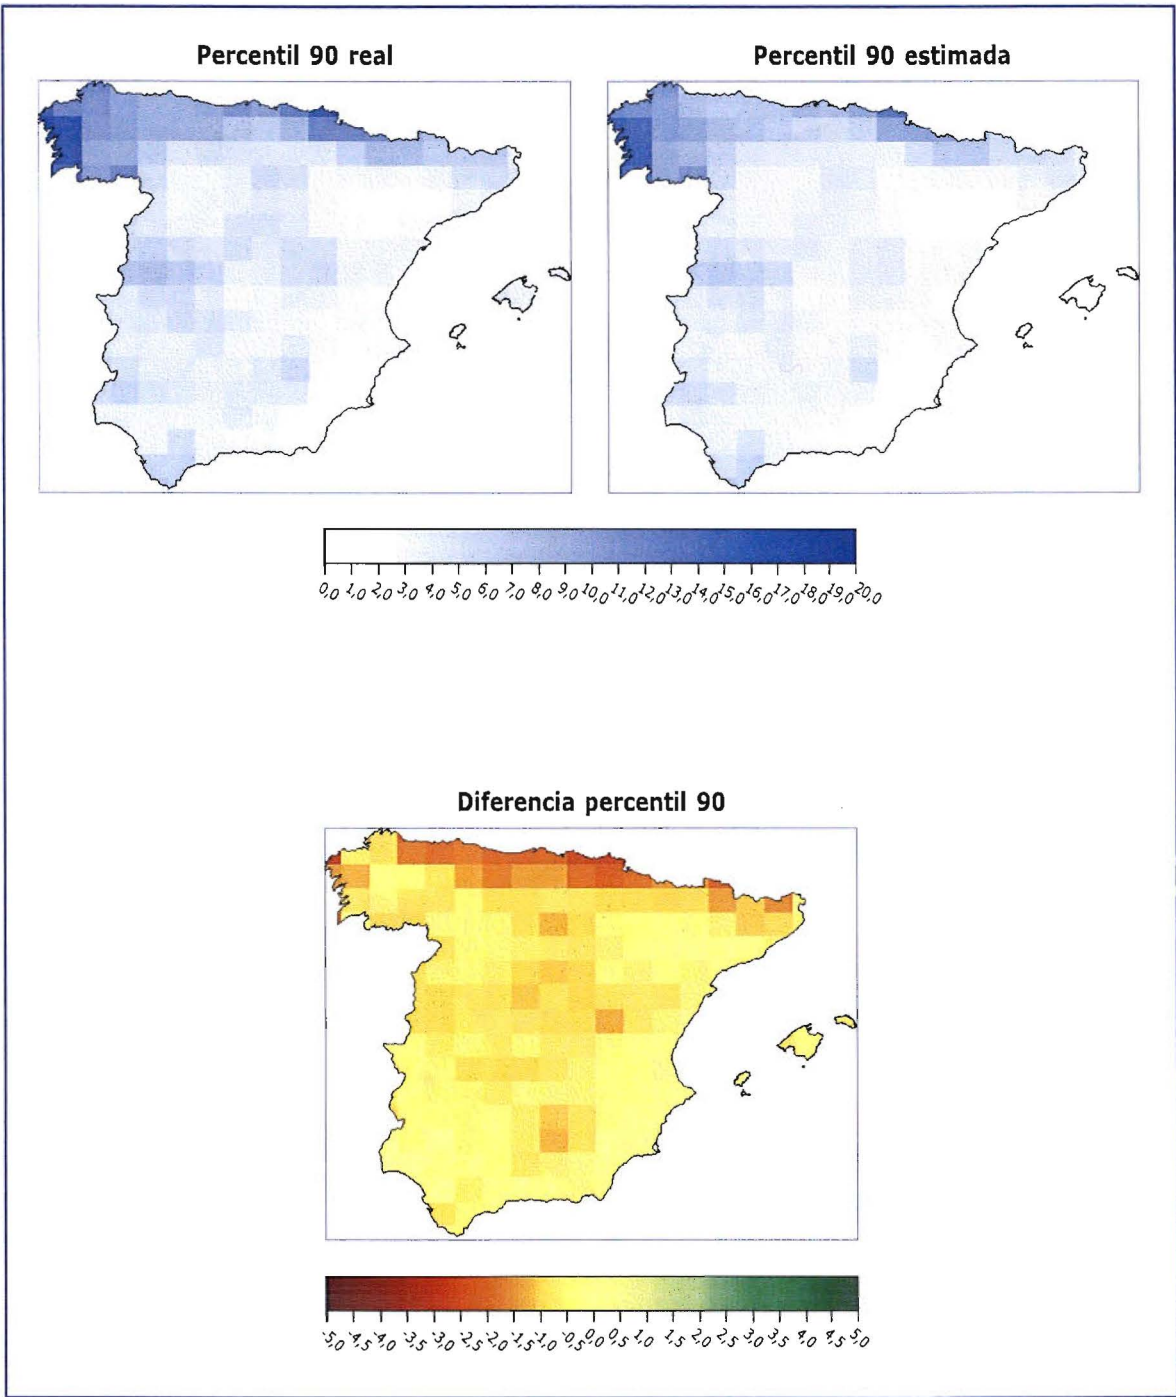 Percentil 90 real
Percentil 90 estimada
0,0 1,0 2,0 3,0 4,0 5,0 6,0 7,0 8,0 9,0 10,0 11,0 12,0 13,0 14,0 15,0 16,0 17,0 18,0 19,0 20,0
Diferencia percentil 90
-5,0 -4,5 -4,0 -3,5 -3,0 -2,5 -2,0 -1,5 -1,0 -0,5 0,0 0,5 1,0 1,5 2,0 2,5 3,0 3,5 4,0 4,5 5,0